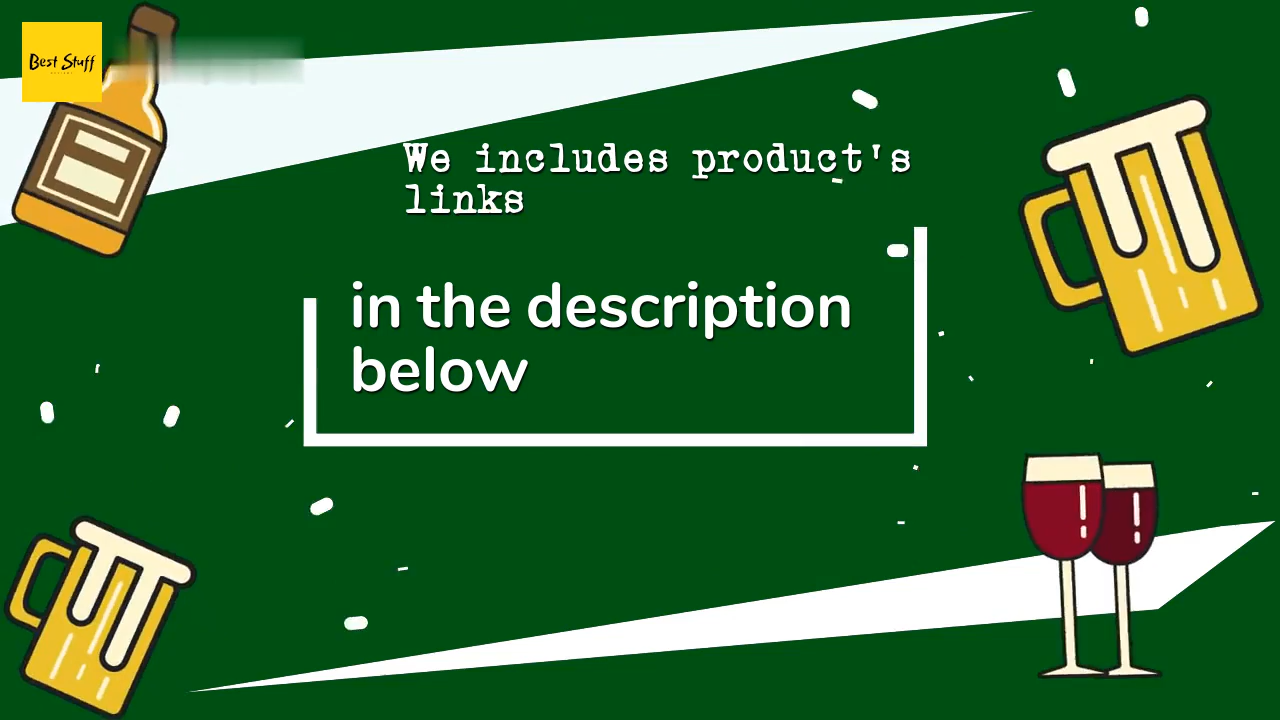 Best Stuff
We includes product's
links
in the description
below